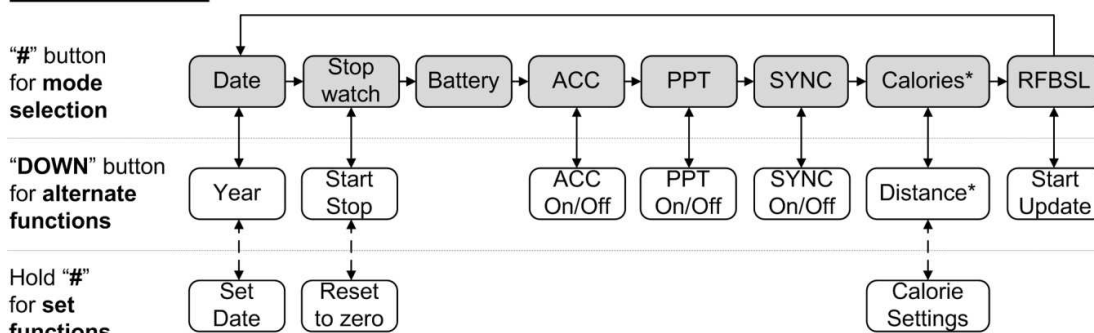 “#” button
for mode
selection
Date
Stop
watch
Battery
ACC
PPT
SYNC
Calories*
RFBSL
“DOWN” button
for alternate
functions
Year
Start
Stop
ACC
On/Off
PPT
On/Off
SYNC
On/Off
Distance*
Start
Update
Hold “#”
for set
functions
Set
Date
Reset
to zero
Calorie
Settings